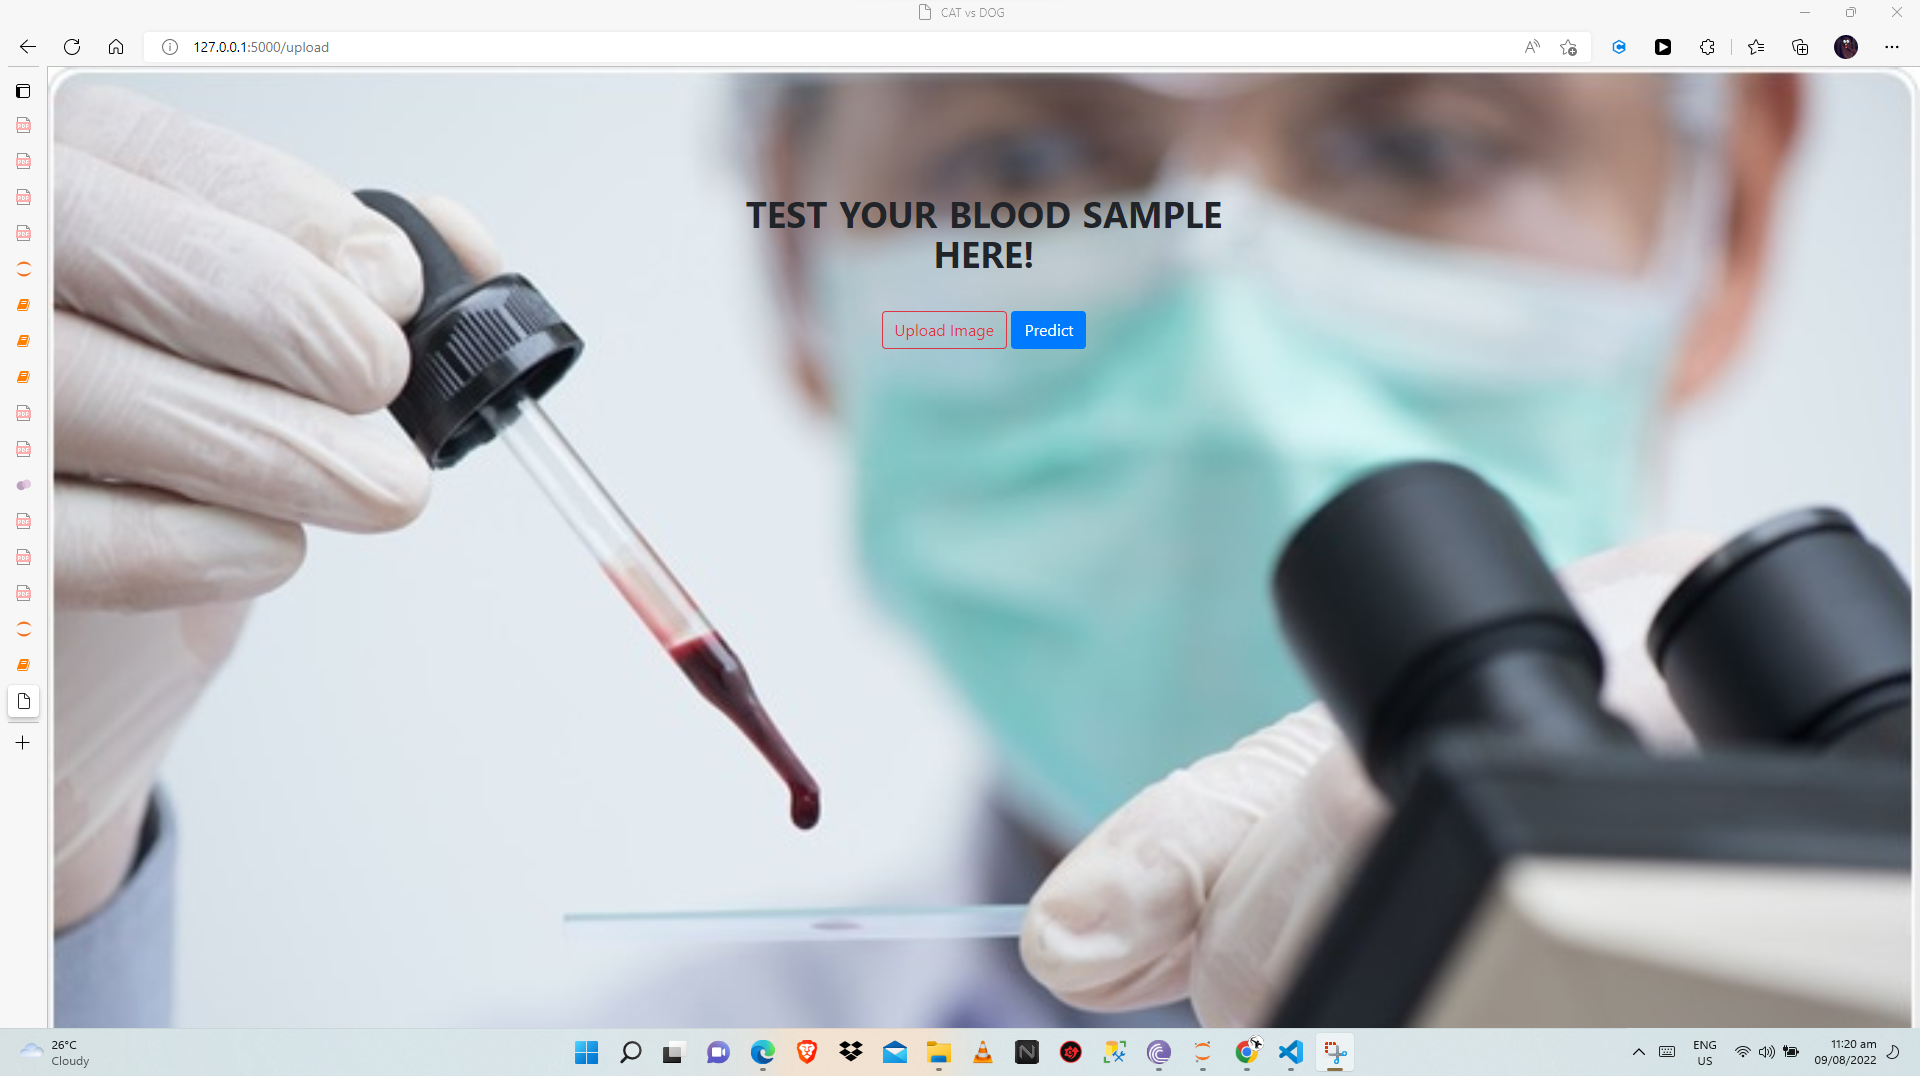 CAT vs DOG
127.0.0.1:5000/upload
TEST YOUR BLOOD SAMPLE
HERE!
Upload Image Predict
26°C
Cloudy
ENG
US
11:20 am
09/08/2022